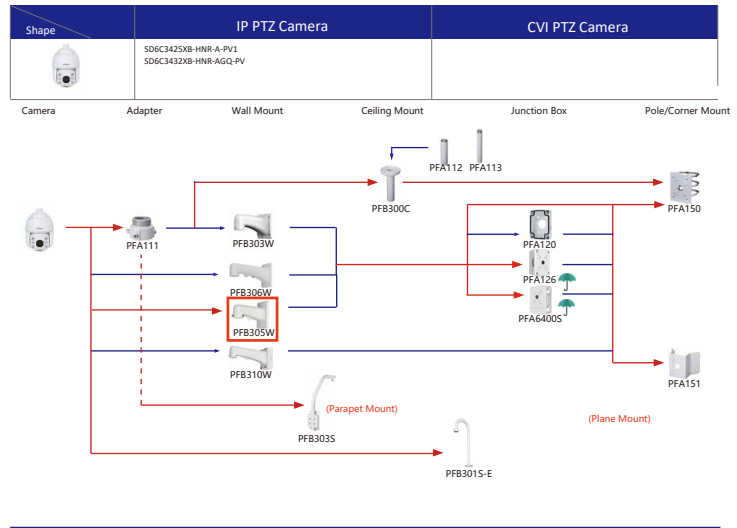 Shape
IP PTZ Camera
CVI PTZ Camera
SD6C3425XB-HNR-A-PV1
SD6C3432XB-HNR-AGQ-PV
Camera
Adapter
Wall Mount
Ceiling Mount
Junction Box
Pole/Corner Mount
PFA112
PFA113
PFB300C
PFA150
PFA111
PFB303W
PFA120
PFB306W
PFA126
PFB305W
PFA6400S
PFB310W
PFA151
(Parapet Mount)
PFB303S
(Plane Mount)
PFB301S-E